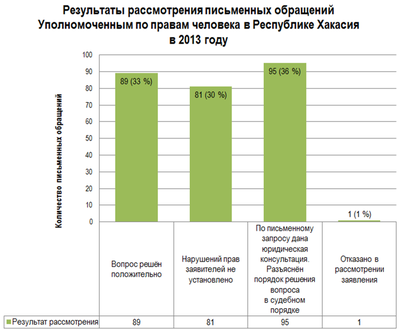 Результаты рассмотрения письменных обращений
Уполномоченным по правам человека в Республике Хакасия
в 2013 году
Количество письменных обращений
100
90
80
70
60
50
40
30
20
10
0
89 (33 %)
81 (30 %)
95 (36 %)
1 (1 %)
Вопрос решён
положительно
Нарушений прав
заявителей не
установлено
По письменному
запросу дана
юридическая
консультация.
Разъяснён
порядок решения
вопроса
в судебном
порядке
Отказано в
рассмотрении
заявления
Результат рассмотрения 89 81 95 1